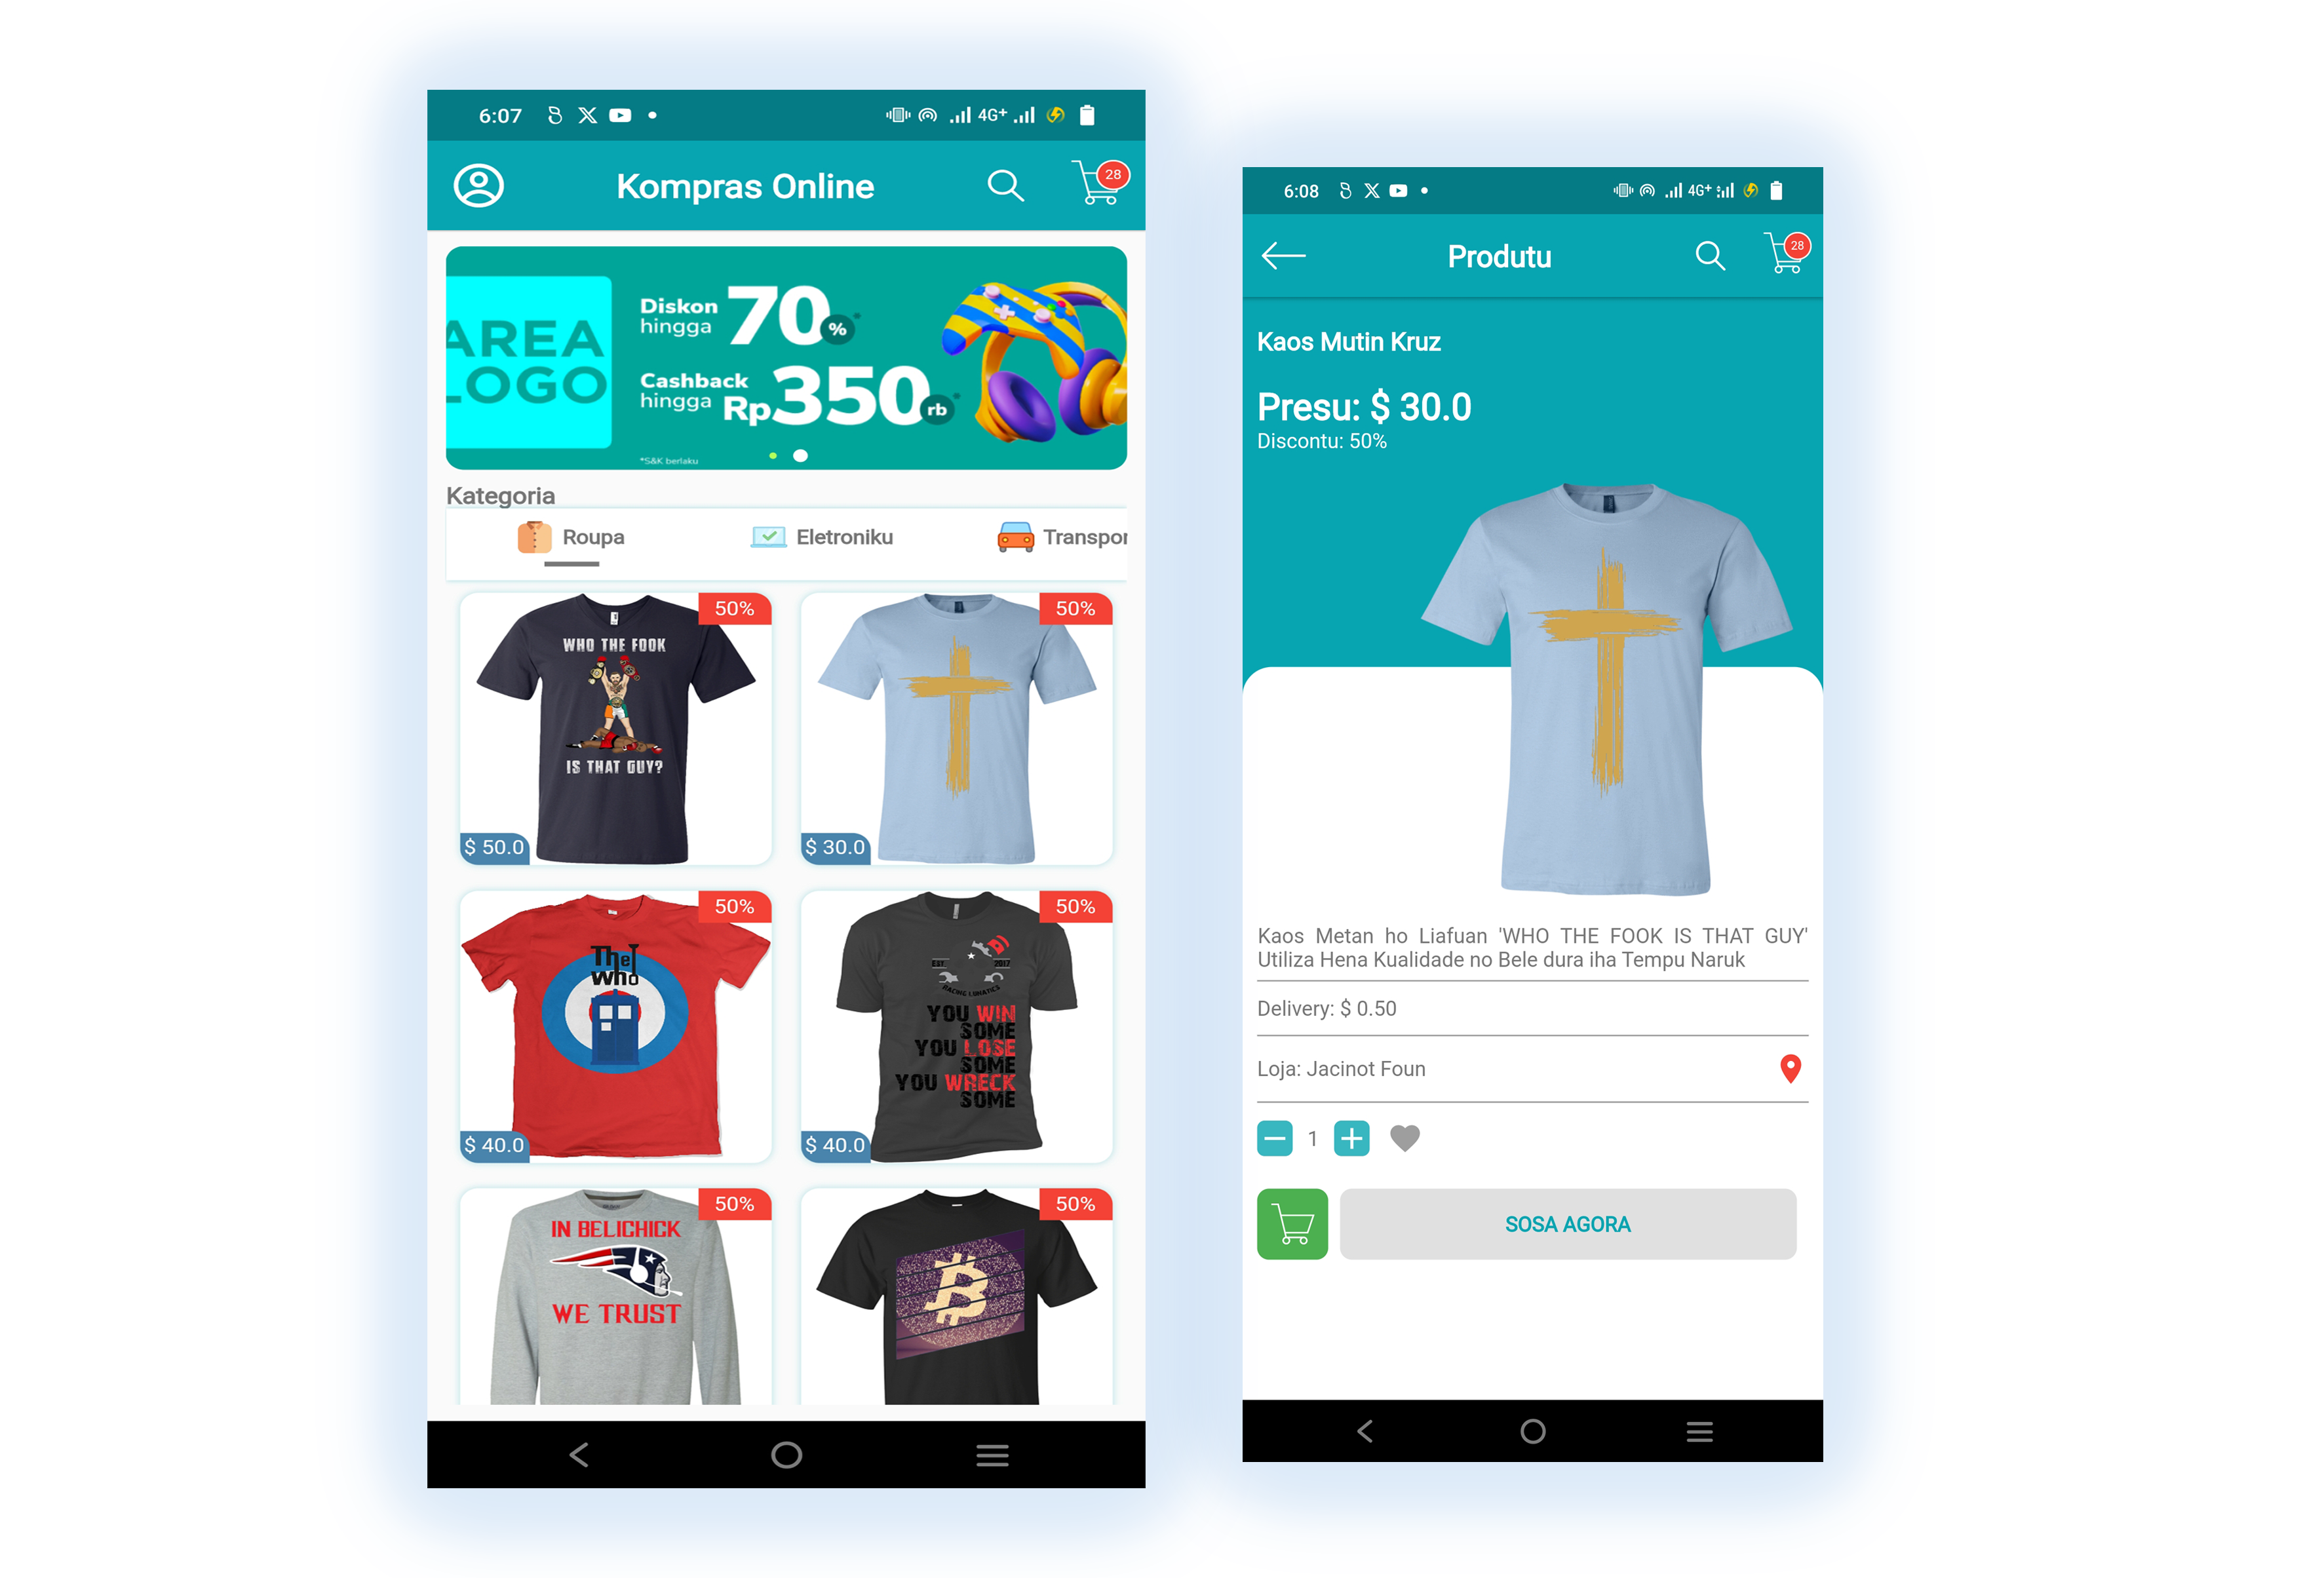 6:07
4G+
Kompras Online
28
AREA
LOGO
Diskon
hingga
70%*
Cashback
hingga
Rp350rb*
*S&K berlaku
Kategoria
Roupa
Eletroniku
Transpor
50%
WHO THE FOOK
IS THAT GUY?
$ 50.0
50%
$ 30.0
50%
The
who
$ 40.0
50%
EST. 2017
RACING LUNATICS
YOU WIN
SOME
YOU LOSE
SOME
YOU WRECK
SOME
$ 40.0
50%
IN BELICHICK
WE TRUST
50%
6:08
4G+
Produtu
28
Kaos Mutin Kruz
Presu: $ 30.0
Discontu: 50%
Kaos Metan ho Liafuan 'WHO THE FOOK IS THAT GUY'
Utiliza Hena Kualidade no Bele dura iha Tempu Naruk
Delivery: $ 0.50
Loja: Jacinot Foun
1
SOSA AGORA